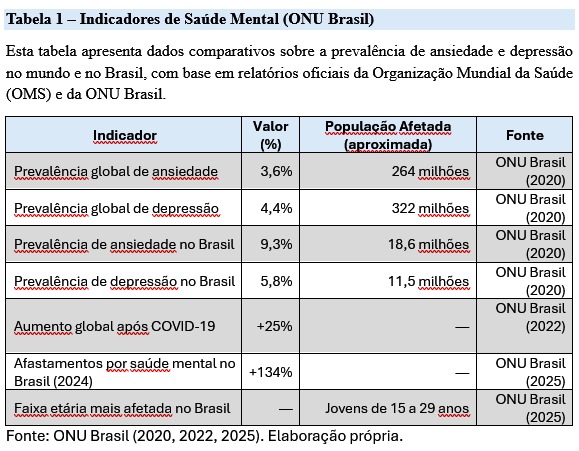 Tabela 1 – Indicadores de Saúde Mental (ONU Brasil)
Esta tabela apresenta dados comparativos sobre a prevalência de ansiedade e depressão
no mundo e no Brasil, com base em relatórios oficiais da Organização Mundial da Saúde
(OMS) e da ONU Brasil.
Indicador Valor (%) População Afetada (aproximada) Fonte
Prevalência global de ansiedade 3,6% 264 milhões ONU Brasil (2020)
Prevalência global de depressão 4,4% 322 milhões ONU Brasil (2020)
Prevalência de ansiedade no Brasil 9,3% 18,6 milhões ONU Brasil (2020)
Prevalência de depressão no Brasil 5,8% 11,5 milhões ONU Brasil (2020)
Aumento global após COVID-19 +25% — ONU Brasil (2022)
Afastamentos por saúde mental no Brasil (2024) +134% — ONU Brasil (2025)
Faixa etária mais afetada no Brasil — Jovens de 15 a 29 anos ONU Brasil (2025)
Fonte: ONU Brasil (2020, 2022, 2025). Elaboração própria.